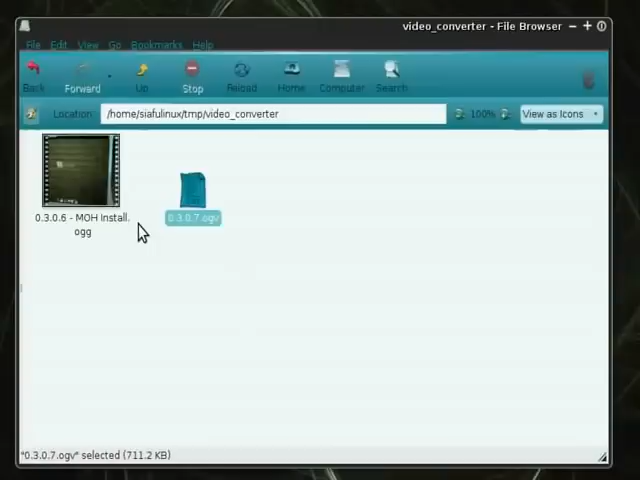 video_converter - File Browser
File Edit View Go Bookmarks Help
Back Forward Up Stop Reload Home Computer Search
Location: /home/siafulinux/tmp/video_converter 100% View as Icons
0.3.0.6 - MOH Install.
ogg
0.3.0.7.ogv
"0.3.0.7.ogv" selected (711.2 KB)